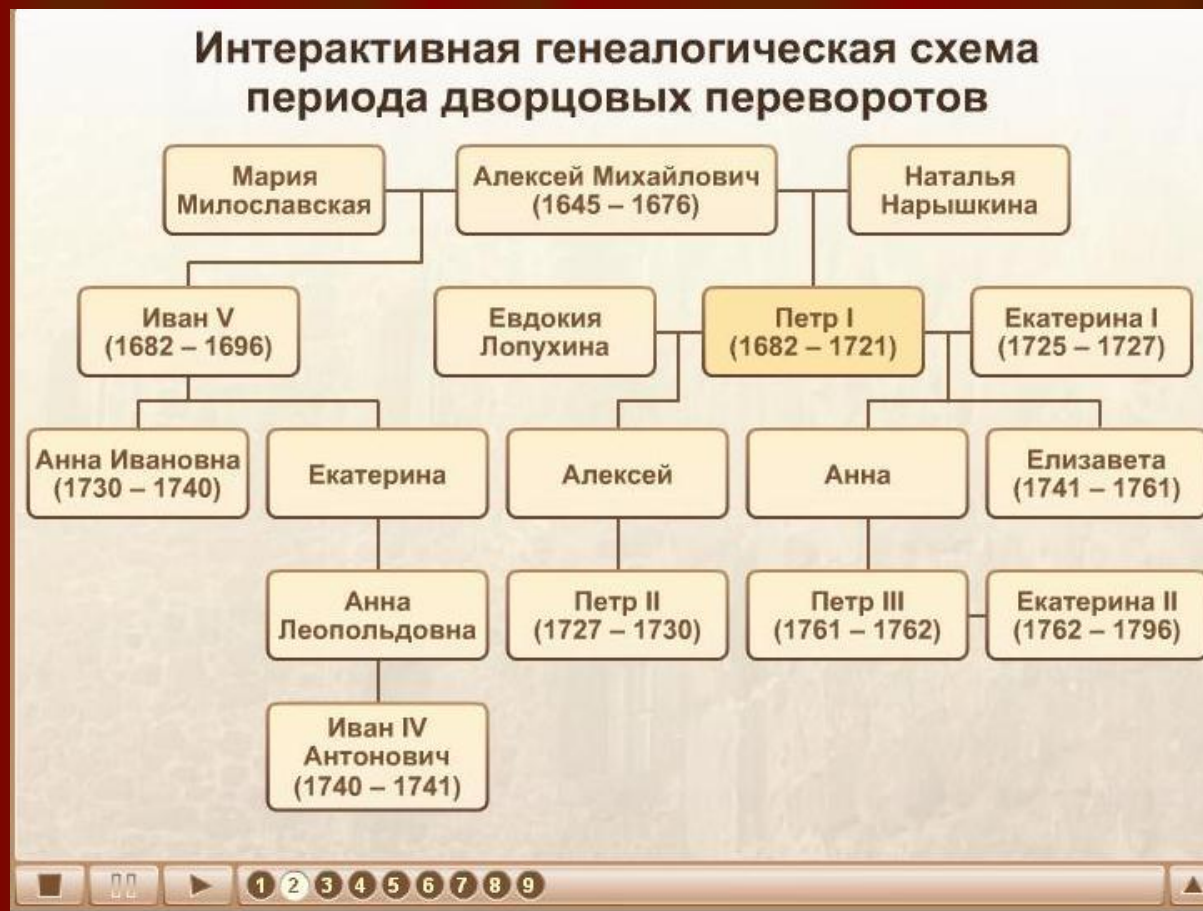 Интерактивная генеалогическая схема
периода дворцовых переворотов
Мария
Милославская
Алексей Михайлович
(1645 – 1676)
Наталья
Нарышкина
Иван V
(1682 – 1696)
Евдокия
Лопухина
Петр I
(1682 – 1721)
Екатерина I
(1725 – 1727)
Анна Ивановна
(1730 – 1740)
Екатерина
Алексей
Анна
Елизавета
(1741 – 1761)
Анна
Леопольдовна
Петр II
(1727 – 1730)
Петр III
(1761 – 1762)
Екатерина II
(1762 – 1796)
Иван IV
Антонович
(1740 – 1741)
1 2 3 4 5 6 7 8 9